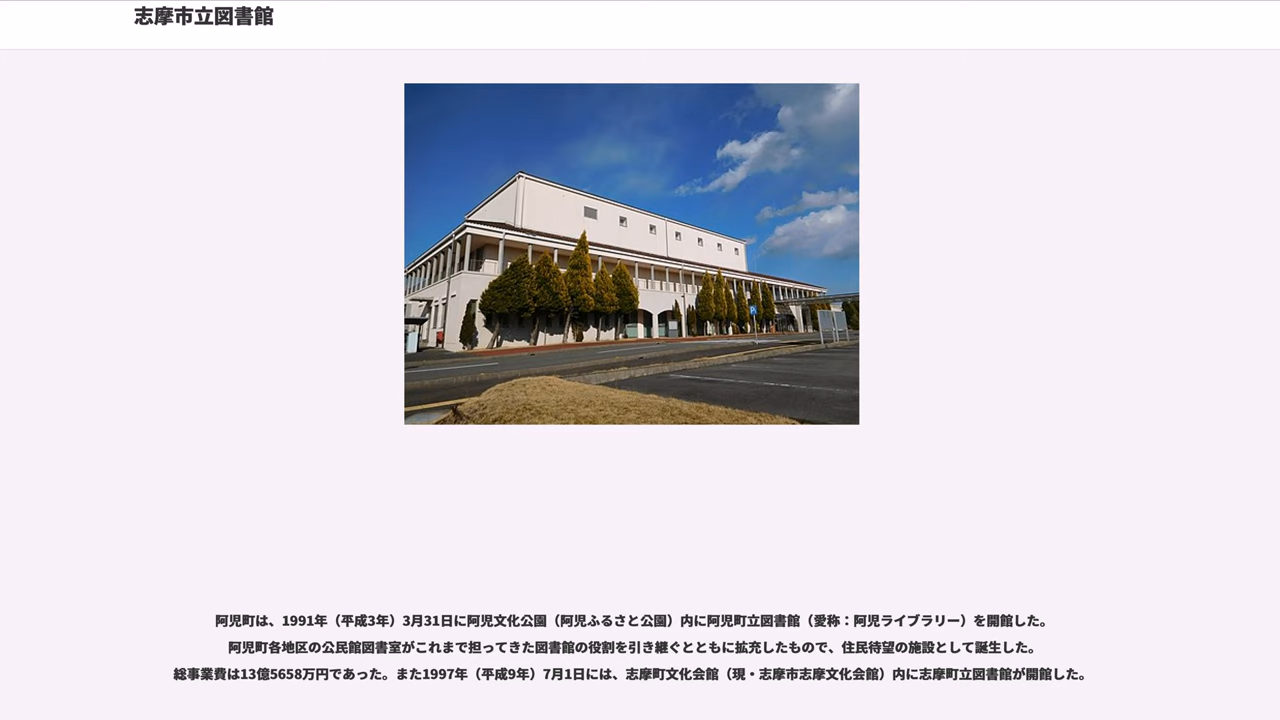 志摩市立図書館
阿児町は、1991年（平成3年）3月31日に阿児文化公園（阿児ふるさと公園）内に阿児町立図書館（愛称：阿児ライブラリー）を開館した。
阿児町各地区の公民館図書室がこれまで担ってきた図書館の役割を引き継ぐとともに拡充したもので、住民待望の施設として誕生した。
総事業費は13億5658万円であった。また1997年（平成9年）7月1日には、志摩町文化会館（現・志摩市志摩文化会館）内に志摩町立図書館が開館した。